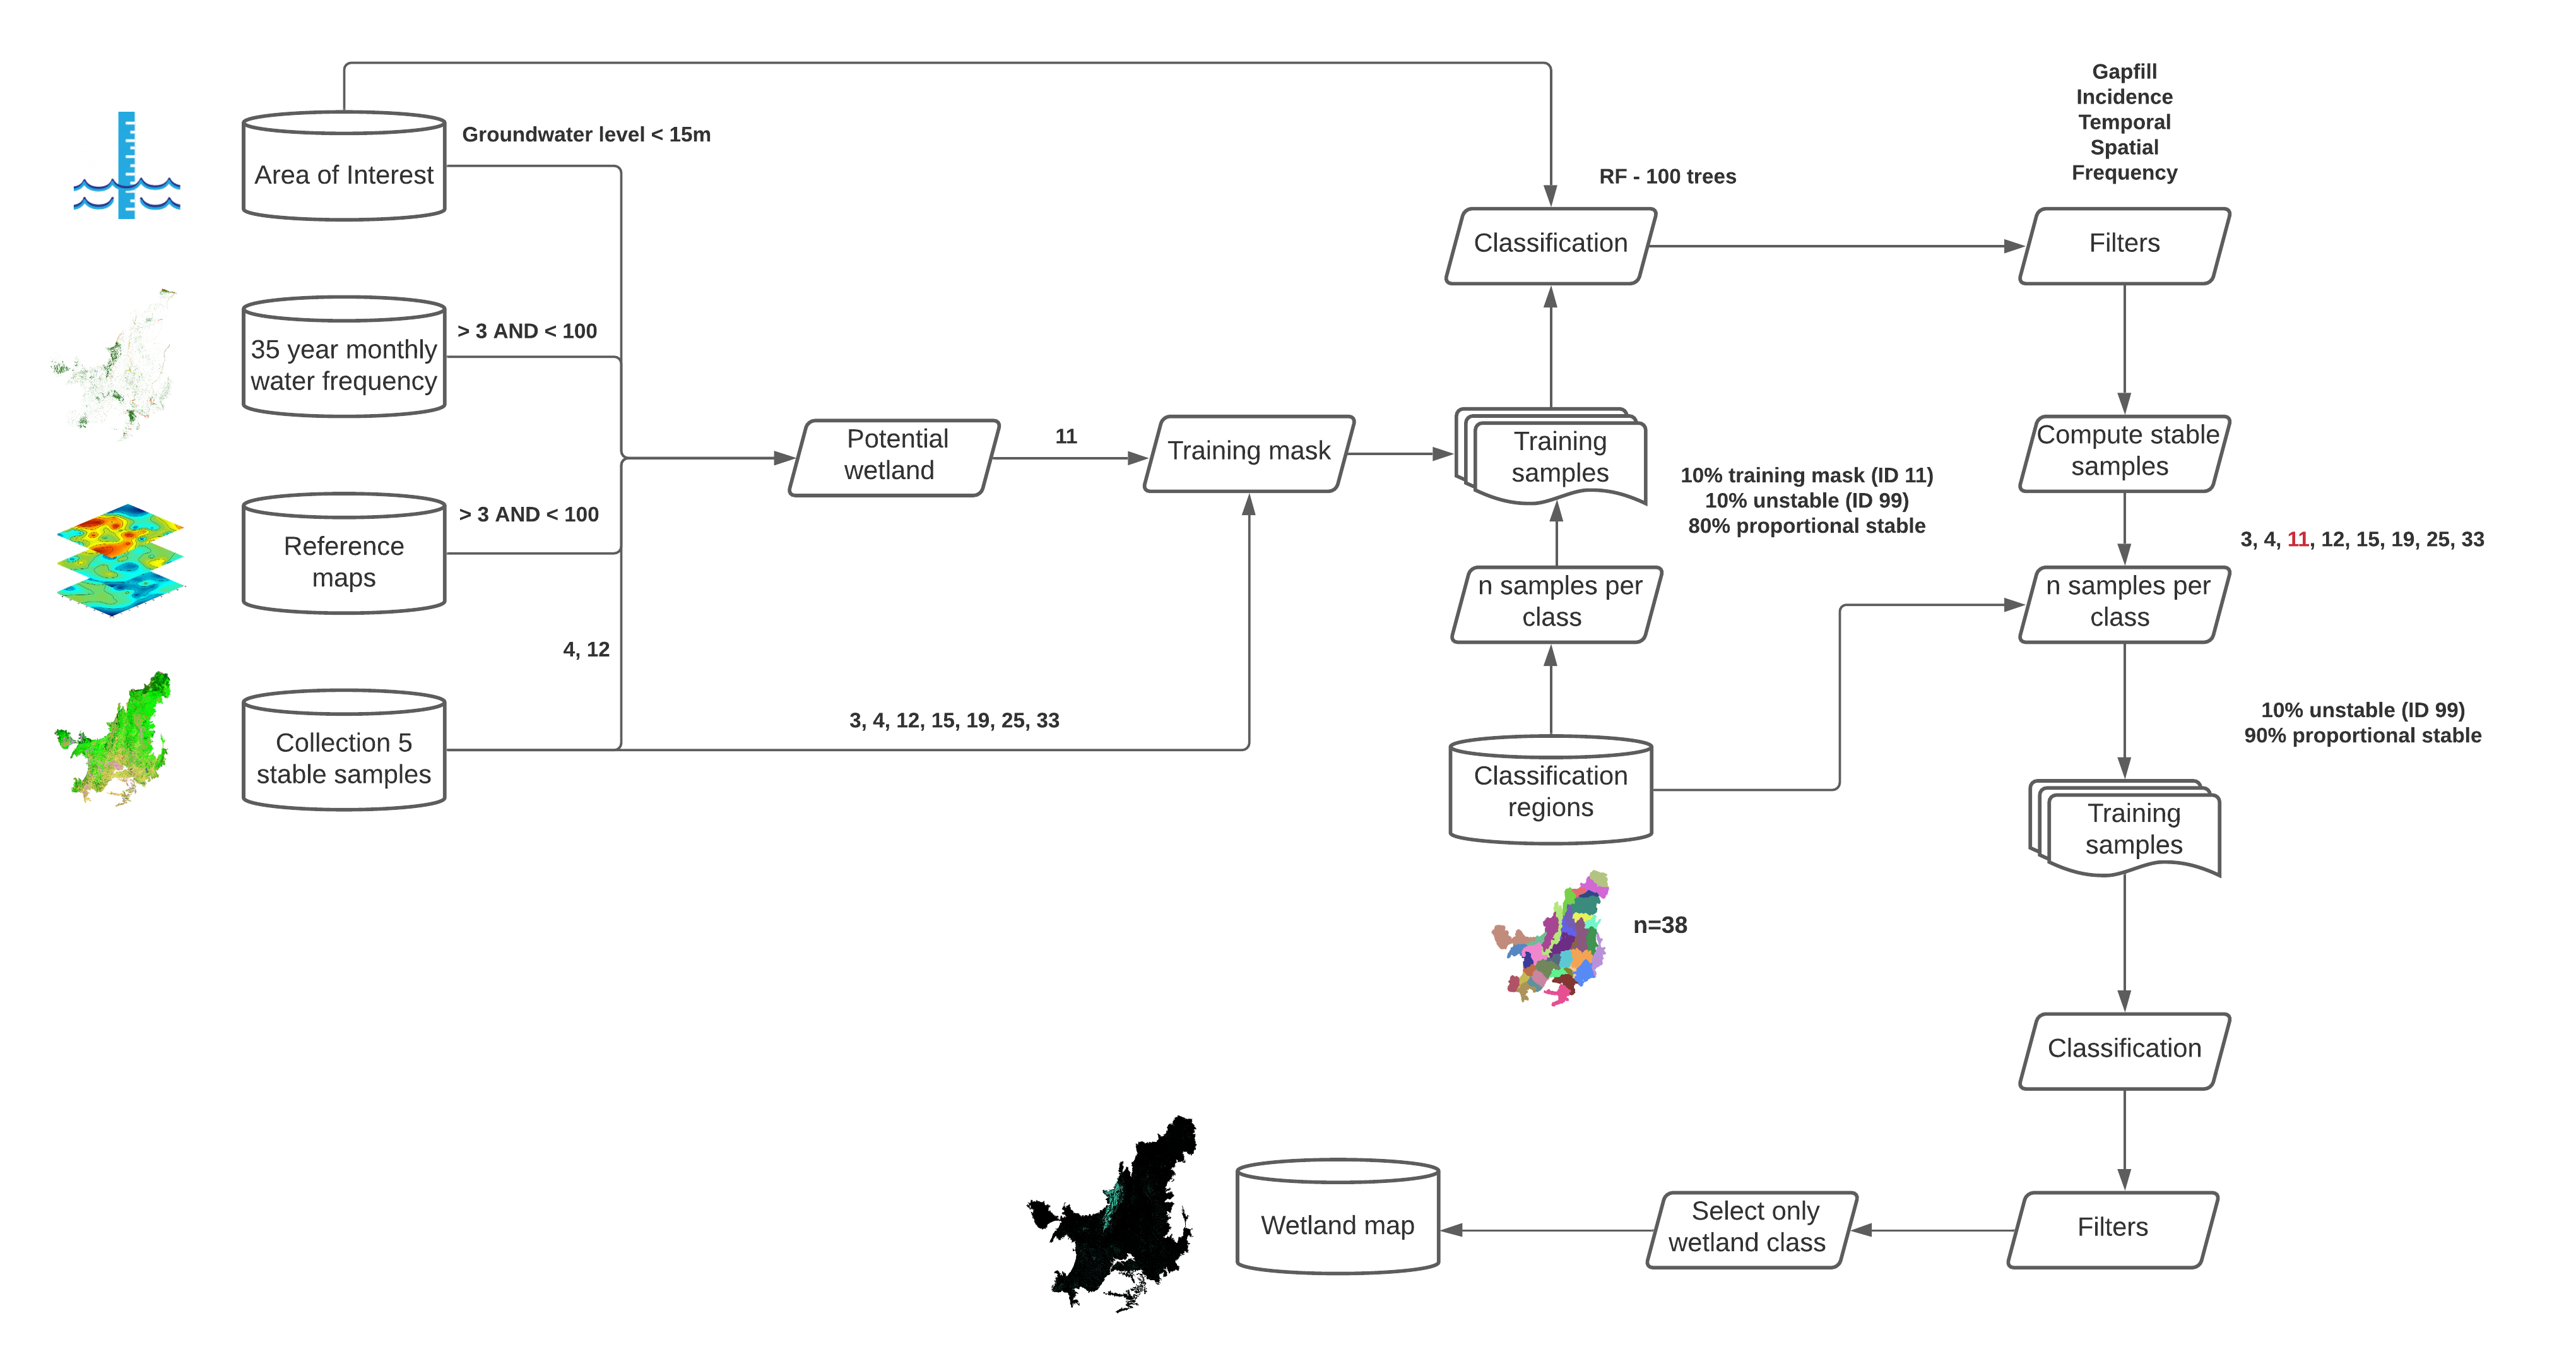 Gapfill
Incidence
Temporal
Spatial
Frequency
Groundwater level < 15m
Area of Interest
RF - 100 trees
Classification
Filters
> 3 AND < 100
35 year monthly
water frequency
Potential
wetland
11
Training mask
Training
samples
10% training mask (ID 11)
10% unstable (ID 99)
80% proportional stable
Compute stable
samples
> 3 AND < 100
Reference
maps
3, 4, 11, 12, 15, 19, 25, 33
n samples per
class
n samples per
class
4, 12
3, 4, 12, 15, 19, 25, 33
Collection 5
stable samples
Classification
regions
10% unstable (ID 99)
90% proportional stable
Training
samples
n=38
Classification
Wetland map
Select only
wetland class
Filters